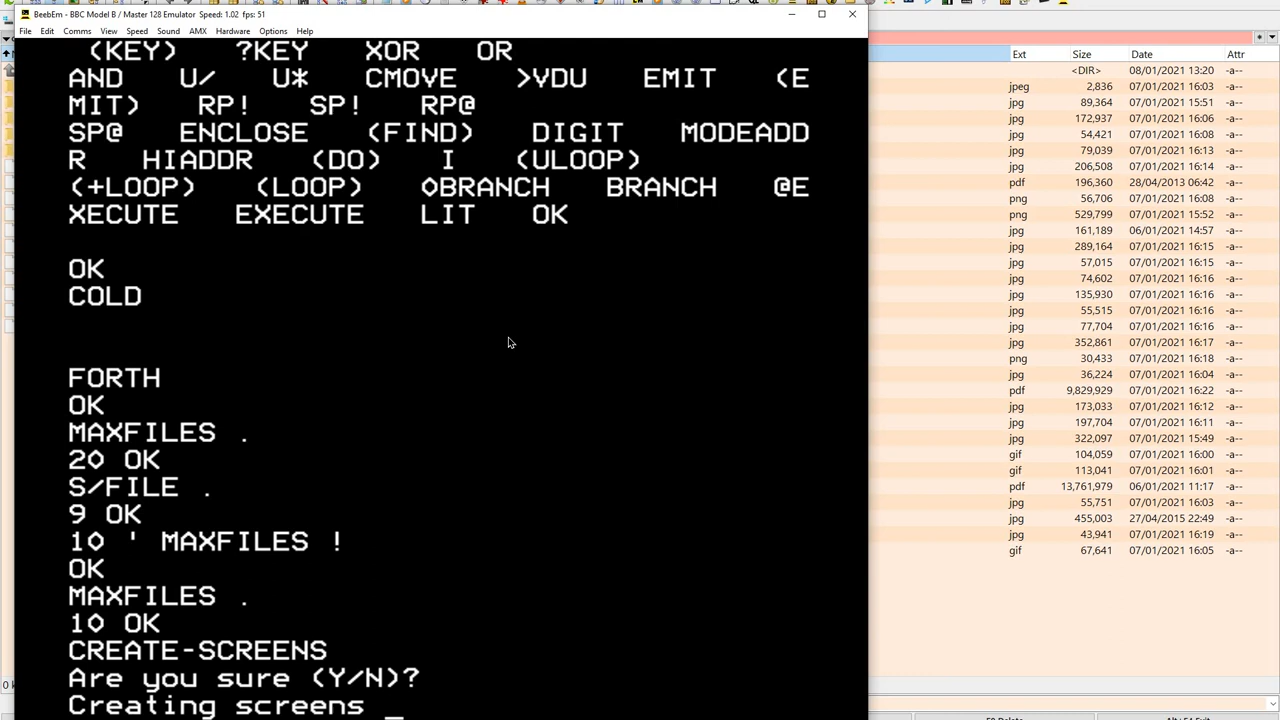 BeebEm - BBC Model B / Master 128 Emulator Speed: 1.02 fps: 51
File Edit Comms View Speed Sound AMX Hardware Options Help
(KEY) ?KEY XOR OR
AND U/ U* CMOVE >YDU EMIT (E
MIT) RP! SP! RP@
SP@ ENCLOSE (FIND) DIGIT MODEADD
R HIADDR (DO) I (ULOOP)
(+LOOP) (LOOP) 0BRANCH BRANCH @E
XECUTE EXECUTE LIT OK
OK
COLD
FORTH
OK
MAXFILES .
20 OK
S/FILE .
9 OK
10 ' MAXFILES !
OK
MAXFILES .
10 OK
CREATE-SCREENS
Are you sure (Y/N)?
Creating screens _
Ext Size Date Attr
<DIR> 08/01/2021 13:20 -a--
jpeg 2,836 07/01/2021 16:03 -a--
jpg 89,364 07/01/2021 15:51 -a--
jpg 172,937 07/01/2021 16:06 -a--
jpg 54,421 07/01/2021 16:08 -a--
jpg 79,039 07/01/2021 16:13 -a--
jpg 206,508 07/01/2021 16:14 -a--
pdf 196,360 28/04/2013 06:42 -a--
png 56,706 07/01/2021 16:08 -a--
png 529,799 07/01/2021 15:52 -a--
jpg 161,189 06/01/2021 14:57 -a--
jpg 289,164 07/01/2021 16:15 -a--
jpg 57,015 07/01/2021 16:15 -a--
jpg 74,602 07/01/2021 16:16 -a--
jpg 135,930 07/01/2021 16:16 -a--
jpg 55,515 07/01/2021 16:16 -a--
jpg 77,704 07/01/2021 16:16 -a--
jpg 352,861 07/01/2021 16:17 -a--
png 30,433 07/01/2021 16:18 -a--
jpg 36,224 07/01/2021 16:04 -a--
pdf 9,829,929 07/01/2021 16:22 -a--
jpg 173,033 07/01/2021 16:12 -a--
jpg 197,704 07/01/2021 16:11 -a--
jpg 322,097 07/01/2021 15:49 -a--
gif 104,059 07/01/2021 16:00 -a--
gif 113,041 07/01/2021 16:01 -a--
pdf 13,761,979 06/01/2021 11:17 -a--
jpg 55,751 07/01/2021 16:03 -a--
jpg 455,003 27/04/2015 22:49 -a--
jpg 43,941 07/01/2021 16:19 -a--
gif 67,641 07/01/2021 16:05 -a--